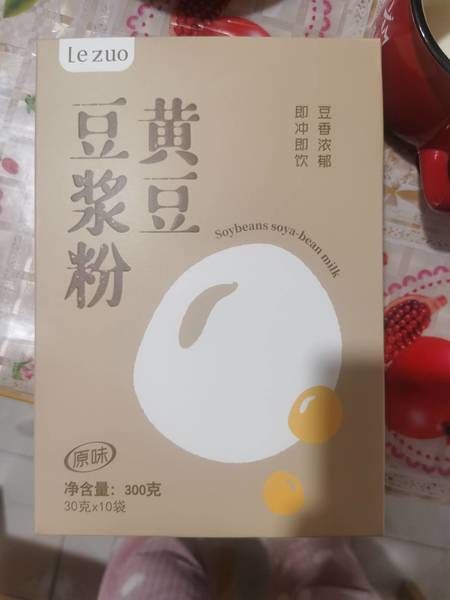 Le zuo
黄豆
豆浆粉
豆香浓郁
即冲即饮
Soybeans soya-bean milk
原味
净含量：300克
30克x10袋